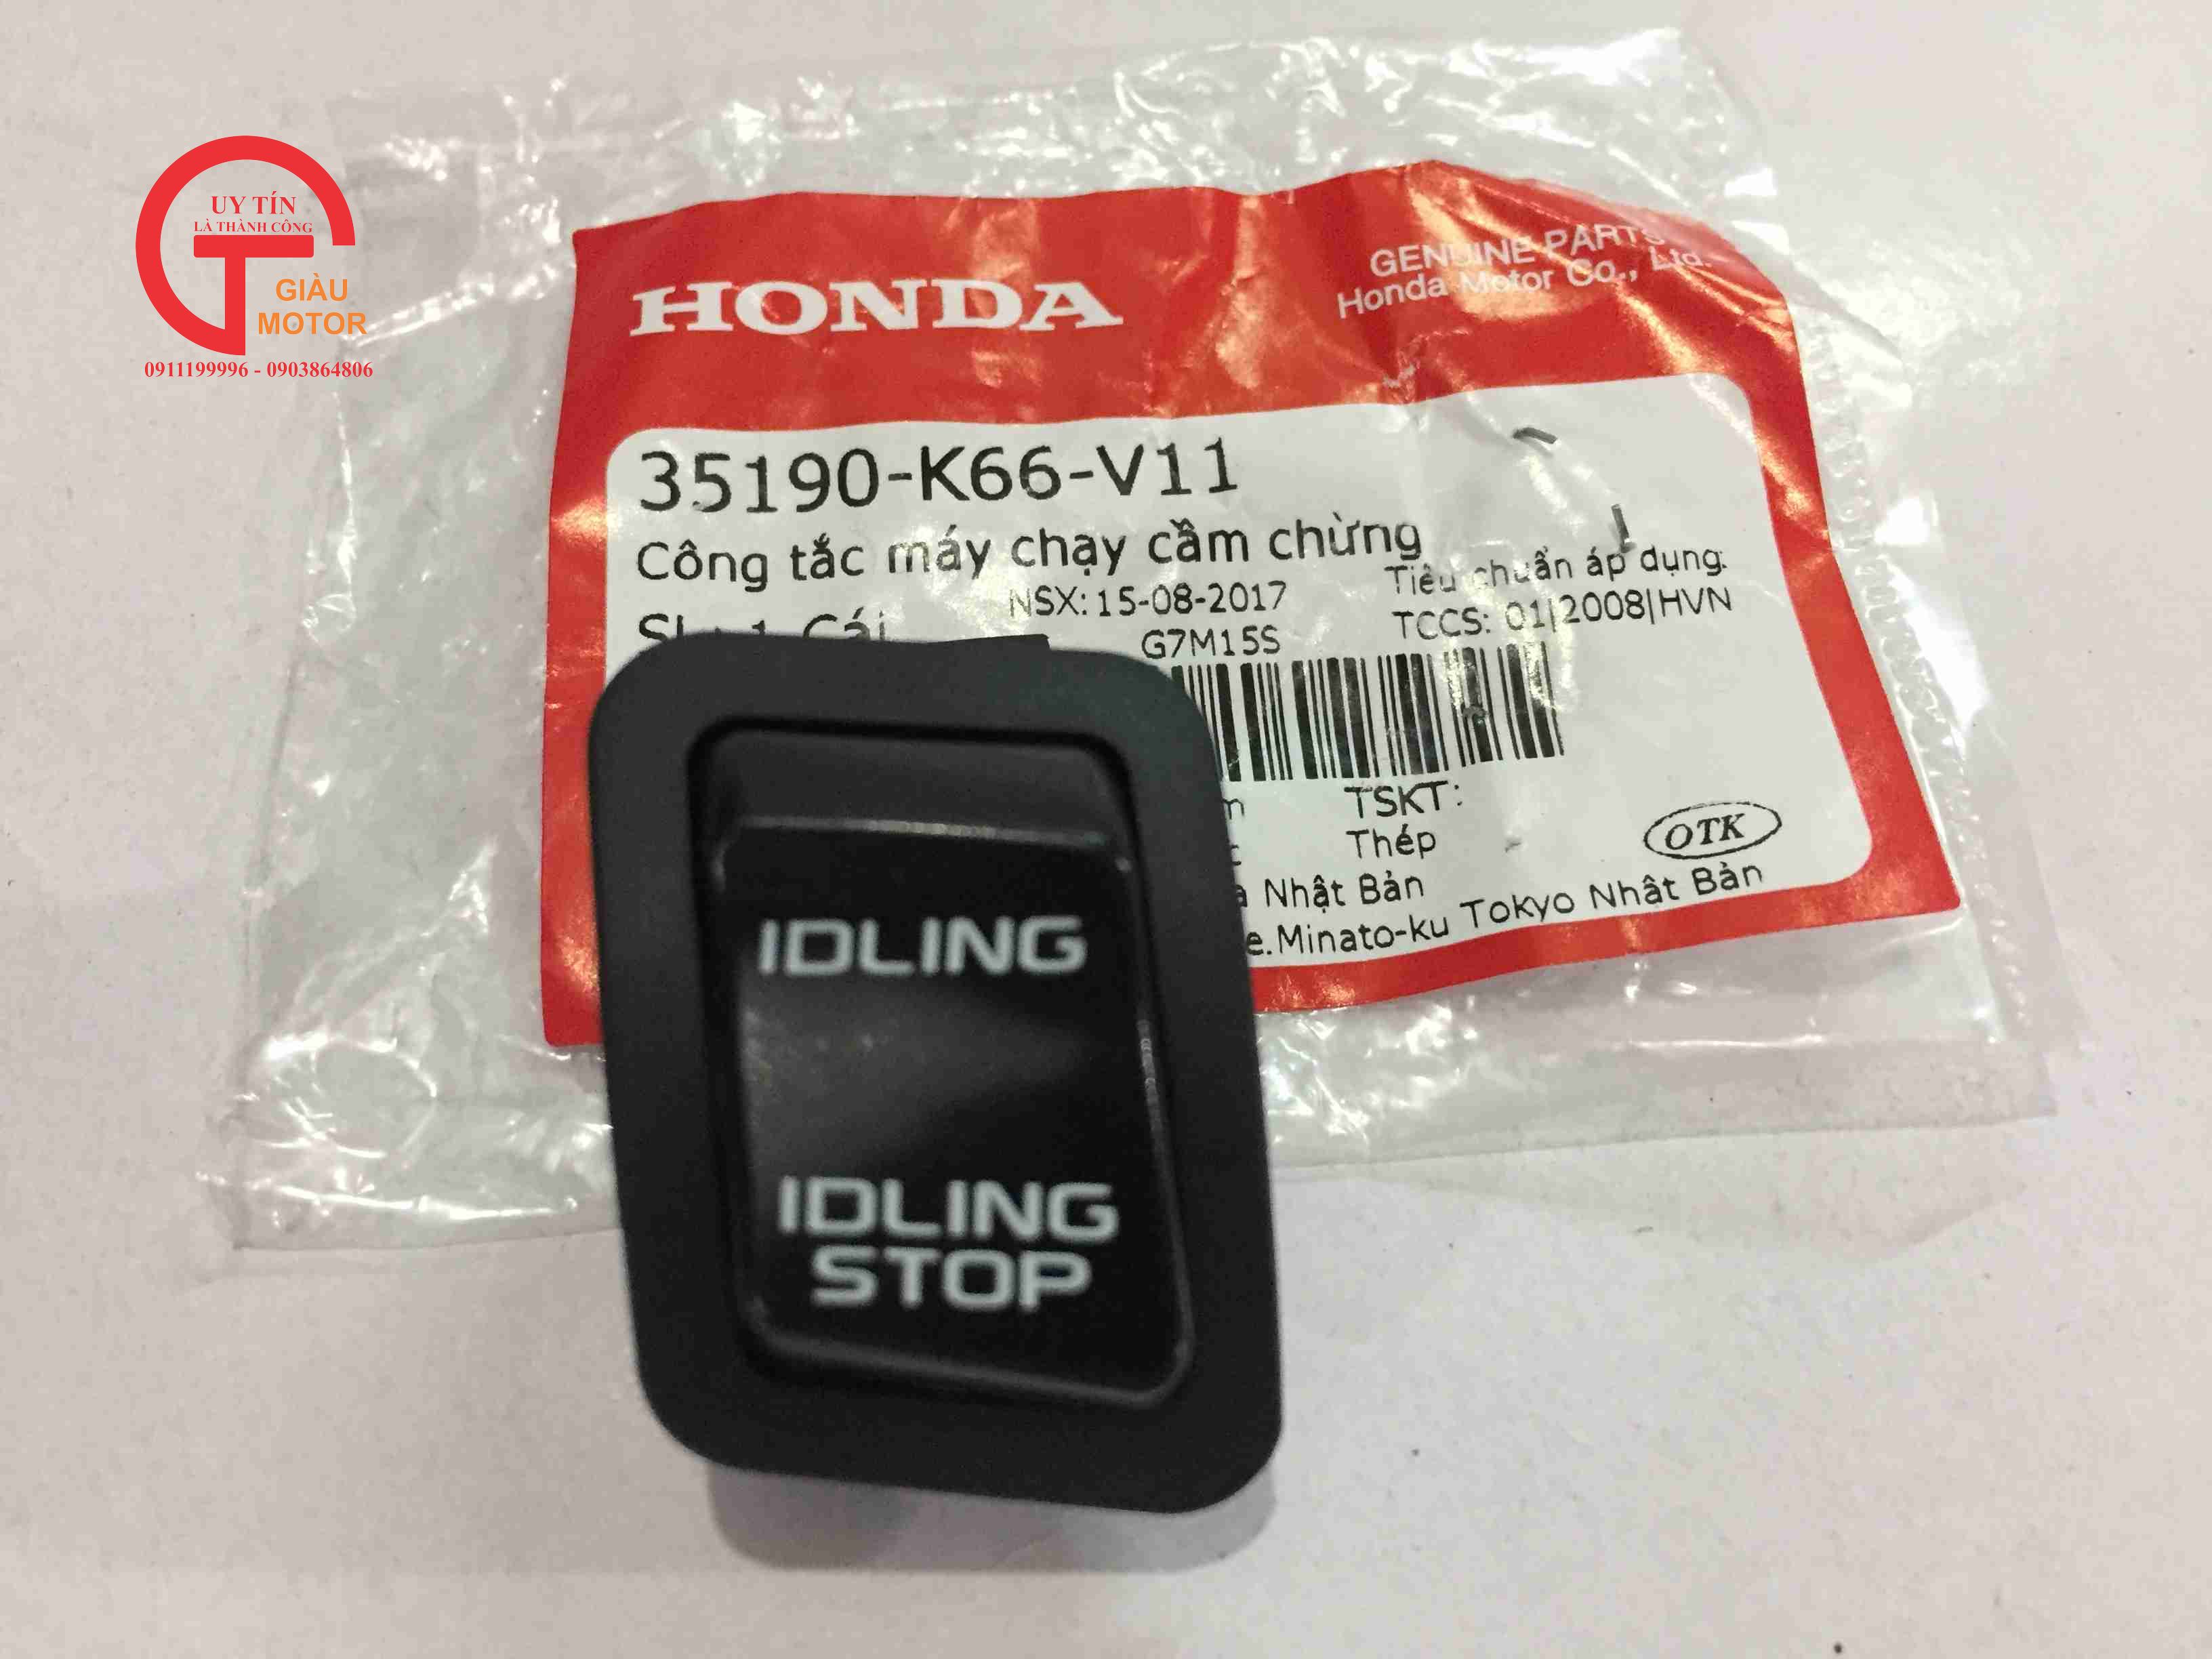 UY TÍN
LÀ THÀNH CÔNG
GIÀU
MOTOR
0911199996 - 0903864806
HONDA
GENUINE PARTS
Honda Motor Co., Ltd.
35190-K66-V11
Công tắc máy chạy cầm chừng
NSX: 15-08-2017
Tiêu chuẩn áp dụng:
TCCS: 01|2008|HVN
1 Cái
G7M15S
TSKT:
Thép
OTK
Nhật Bản
Minato-ku Tokyo Nhật Bản
IDLING
IDLING
STOP